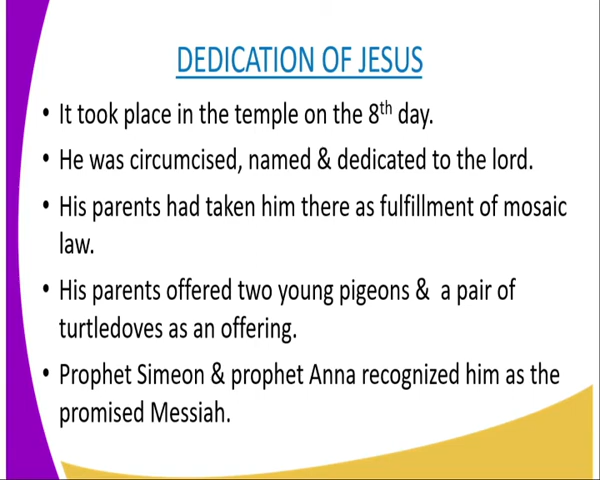 DEDICATION OF JESUS
• It took place in the temple on the 8th day.
• He was circumcised, named & dedicated to the lord.
• His parents had taken him there as fulfillment of mosaic
law.
• His parents offered two young pigeons & a pair of
turtledoves as an offering.
• Prophet Simeon & prophet Anna recognized him as the
promised Messiah.